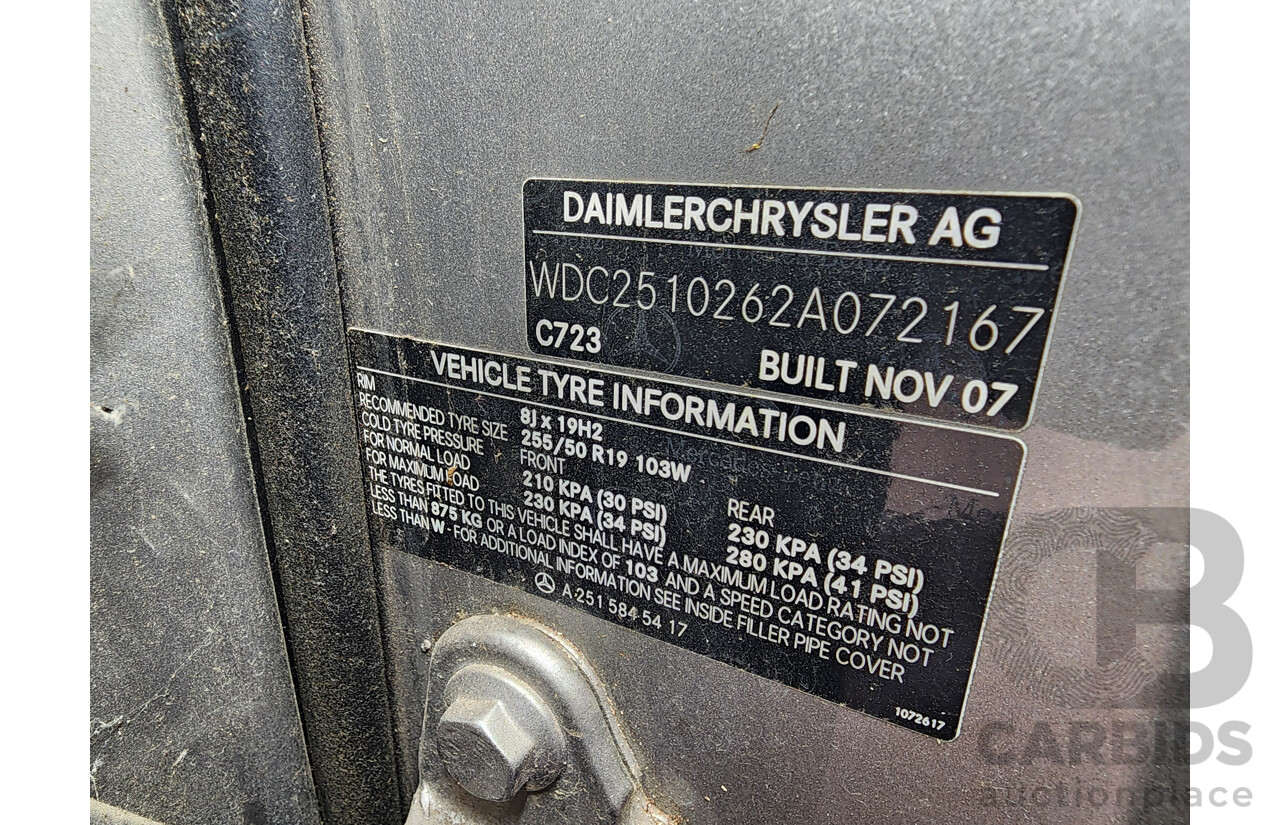 DAIMLERCHRYSLER AG
WDC2510262A072167
C723
BUILT NOV 07
VEHICLE TYRE INFORMATION
RIM 8J x 19H2
RECOMMENDED TYRE SIZE 255/50 R19 103W
COLD TYRE PRESSURE FRONT REAR
FOR NORMAL LOAD 210 KPA (30 PSI) 230 KPA (34 PSI)
FOR MAXIMUM LOAD 230 KPA (34 PSI) 280 KPA (41 PSI)
THE TYRES FITTED TO THIS VEHICLE SHALL HAVE A MAXIMUM LOAD RATING NOT
LESS THAN 875 KG OR A LOAD INDEX OF 103 AND A SPEED CATEGORY NOT
LESS THAN W - FOR ADDITIONAL INFORMATION SEE INSIDE FILLER PIPE COVER
A 251 584 54 17
1072617
CB
CARBIDS
auctionplace